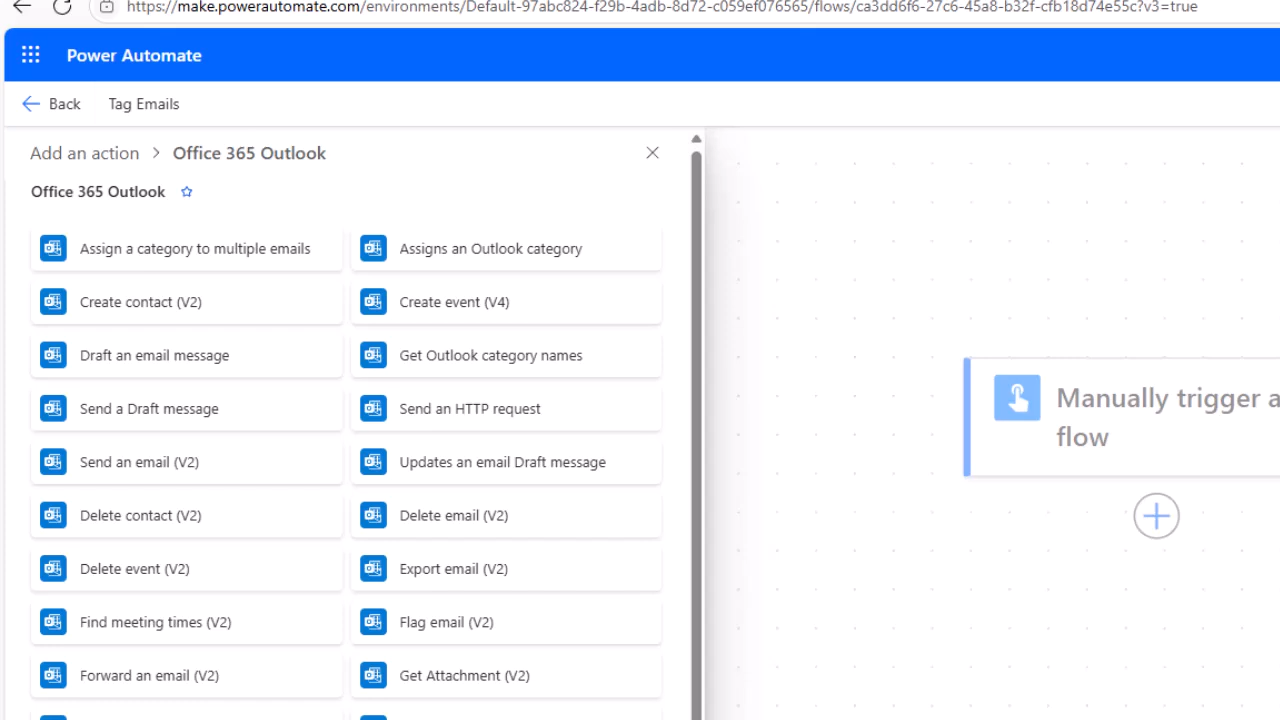 https://make.powerautomate.com/environments/Default-97abc824-f29b-4adb-8d72-c059ef076565/flows/ca3dd6f6-27c6-45a8-b32f-cfb18d74e55c?v3=true
Power Automate
Back Tag Emails
Add an action > Office 365 Outlook
Office 365 Outlook
Assign a category to multiple emails
Assigns an Outlook category
Create contact (V2)
Create event (V4)
Draft an email message
Get Outlook category names
Send a Draft message
Send an HTTP request
Send an email (V2)
Updates an email Draft message
Delete contact (V2)
Delete email (V2)
Delete event (V2)
Export email (V2)
Find meeting times (V2)
Flag email (V2)
Forward an email (V2)
Get Attachment (V2)
Manually trigger a
flow